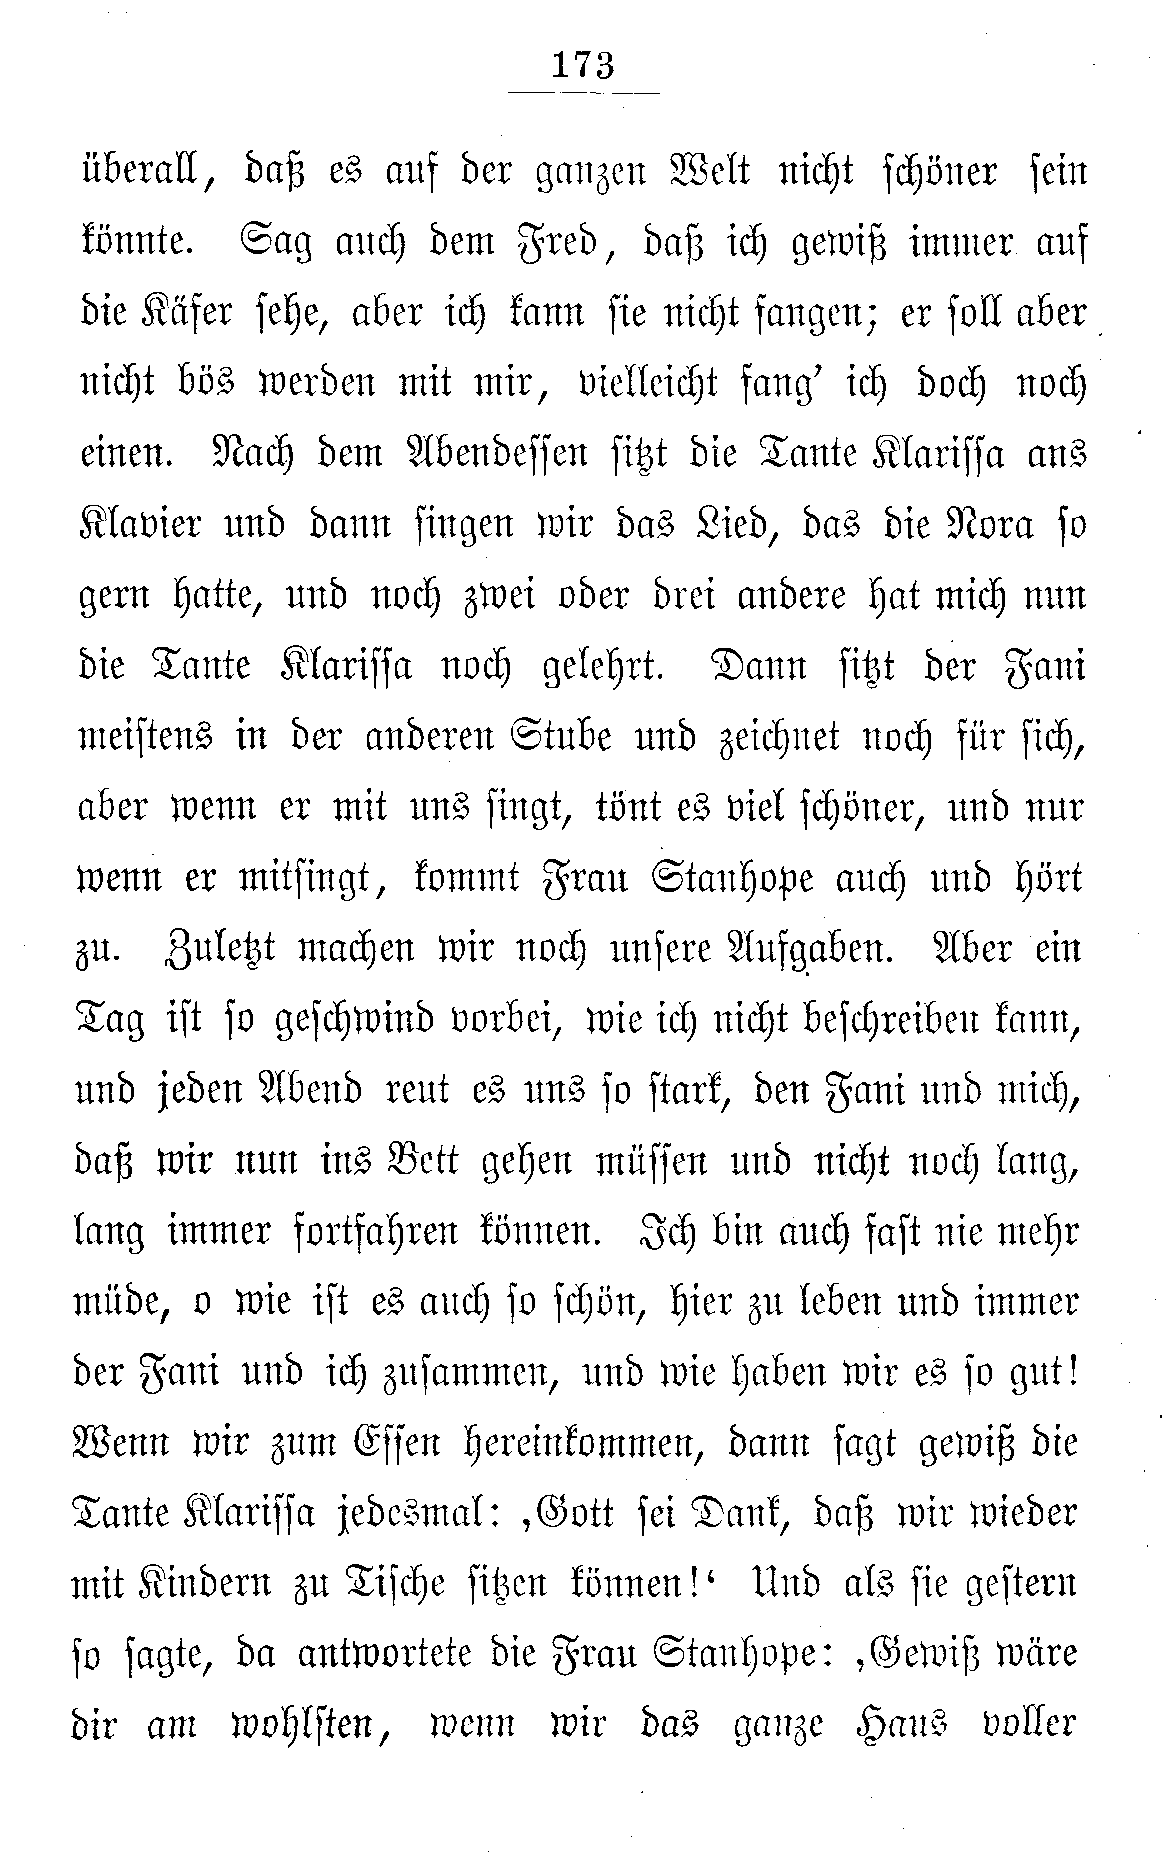 173
überall, daß es auf der ganzen Welt nicht schöner sein
könnte. Sag auch dem Fred, daß ich gewiß immer auf
die Käfer sehe, aber ich kann sie nicht fangen; er soll aber
nicht bös werden mit mir, vielleicht fang’ ich doch noch
einen. Nach dem Abendessen sitzt die Tante Klarissa ans
Klavier und dann singen wir das Lied, das die Nora so
gern hatte, und noch zwei oder drei andere hat mich nun
die Tante Klarissa noch gelehrt. Dann sitzt der Fani
meistens in der anderen Stube und zeichnet noch für sich,
aber wenn er mit uns singt, tönt es viel schöner, und nur
wenn er mitsingt, kommt Frau Stanhope auch und hört
zu. Zuletzt machen wir noch unsere Aufgaben. Aber ein
Tag ist so geschwind vorbei, wie ich nicht beschreiben kann,
und jeden Abend reut es uns so stark, den Fani und mich,
daß wir nun ins Bett gehen müssen und nicht noch lang,
lang immer fortfahren können. Ich bin auch fast nie mehr
müde, o wie ist es auch so schön, hier zu leben und immer
der Fani und ich zusammen, und wie haben wir es so gut!
Wenn wir zum Essen hereinkommen, dann sagt gewiß die
Tante Klarissa jedesmal: ‚Gott sei Dank, daß wir wieder
mit Kindern zu Tische sitzen können!‘ Und als sie gestern
so sagte, da antwortete die Frau Stanhope: ‚Gewiß wäre
dir am wohlsten, wenn wir das ganze Haus voller